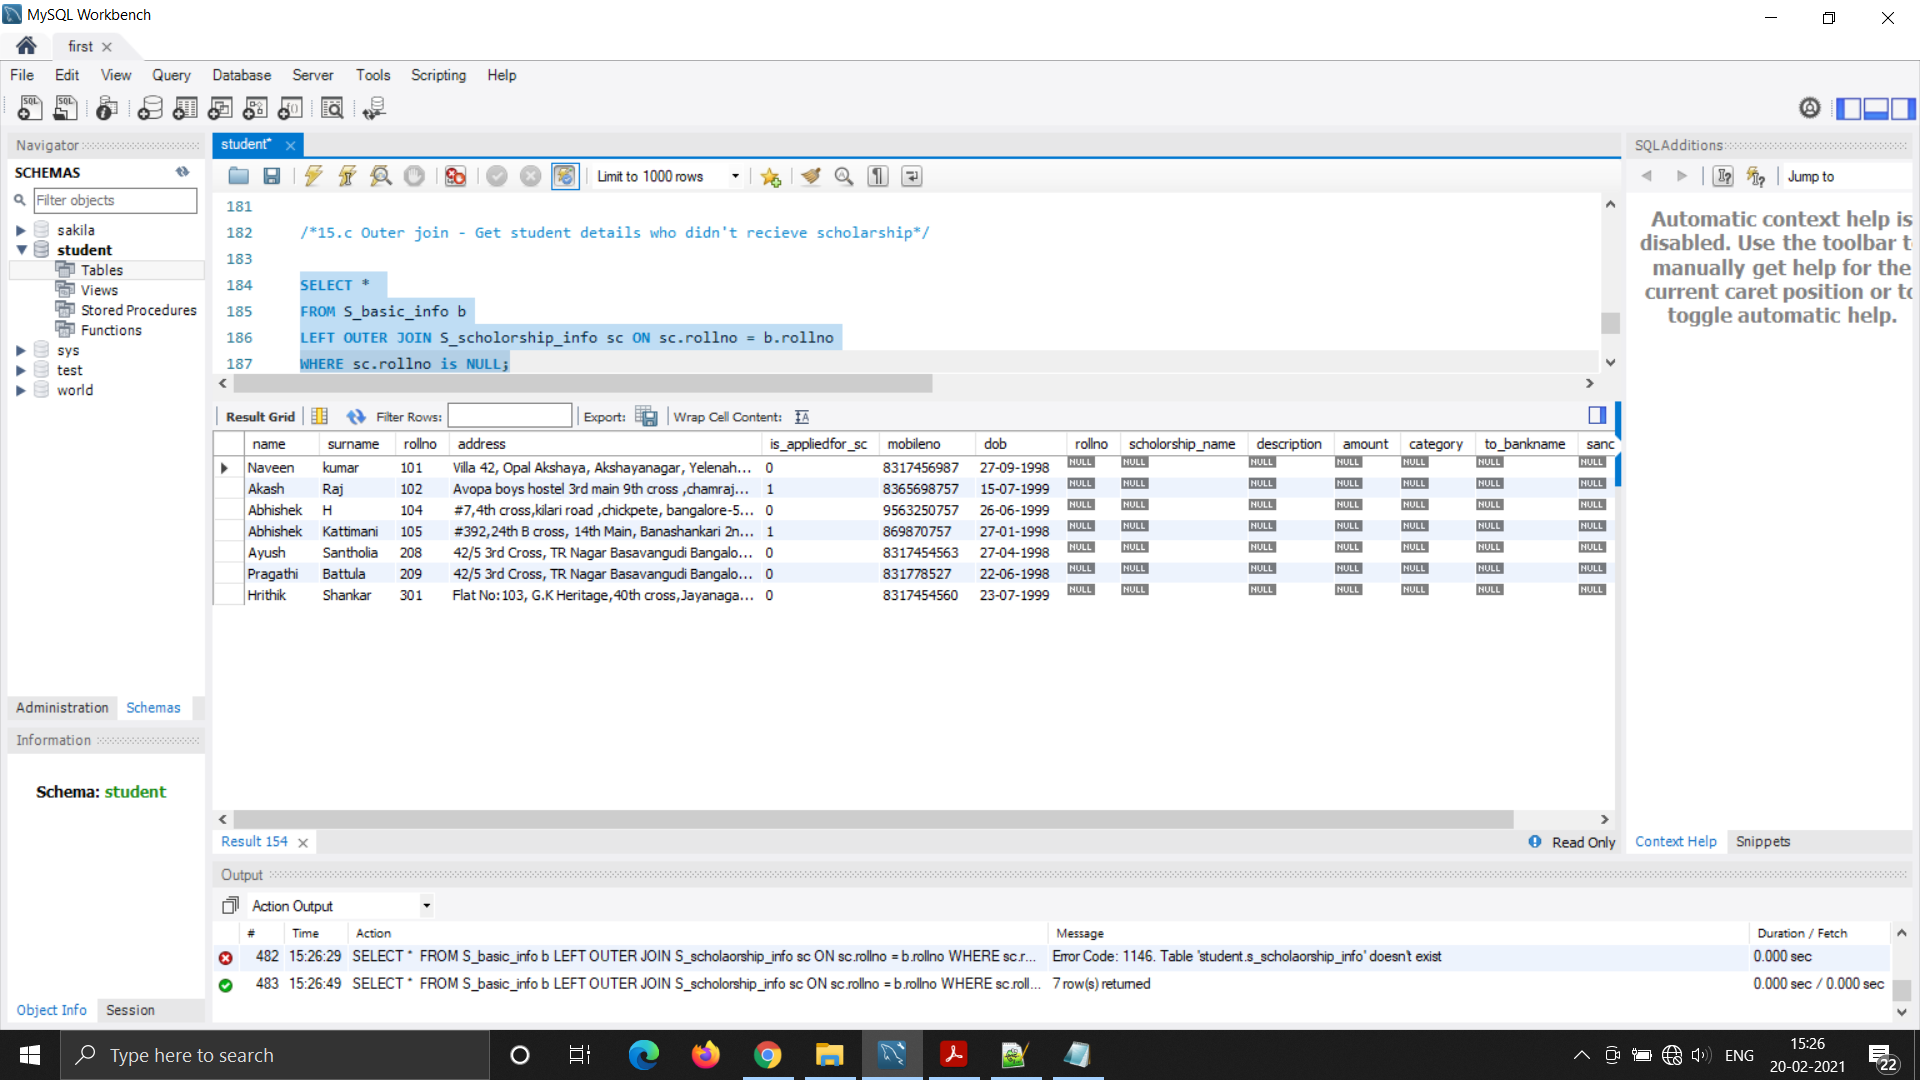 MySQL Workbench
first
File Edit View Query Database Server Tools Scripting Help
Navigator
SCHEMAS
Filter objects
sakila
student
Tables
Views
Stored Procedures
Functions
sys
test
world
Administration Schemas
Information
Schema: student
Object Info Session
student*
Limit to 1000 rows
181
182 /*15.c Outer join - Get student details who didn't recieve scholarship*/
183
184 SELECT *
185 FROM S_basic_info b
186 LEFT OUTER JOIN S_scholorship_info sc ON sc.rollno = b.rollno
187 WHERE sc.rollno is NULL;
Result Grid Filter Rows: Export: Wrap Cell Content:
name surname rollno address is_appliedfor_sc mobileno dob rollno scholorship_name description amount category to_bankname sanc
Naveen kumar 101 Villa 42, Opal Akshaya, Akshayanagar, Yelenah... 0 8317456987 27-09-1998 NULL NULL NULL NULL NULL NULL NULL
Akash Raj 102 Avopa boys hostel 3rd main 9th cross ,chamraj... 1 8365698757 15-07-1999 NULL NULL NULL NULL NULL NULL NULL
Abhishek H 104 #7,4th cross,kilari road ,chickpete, bangalore-5... 0 9563250757 26-06-1999 NULL NULL NULL NULL NULL NULL NULL
Abhishek Kattimani 105 #392,24th B cross, 14th Main, Banashankari 2n... 1 869870757 27-01-1998 NULL NULL NULL NULL NULL NULL NULL
Ayush Santholia 208 42/5 3rd Cross, TR Nagar Basavangudi Bangalo... 0 8317454563 27-04-1998 NULL NULL NULL NULL NULL NULL NULL
Pragathi Battula 209 42/5 3rd Cross, TR Nagar Basavangudi Bangalo... 0 831778527 22-06-1998 NULL NULL NULL NULL NULL NULL NULL
Hrithik Shankar 301 Flat No:103, G.K Heritage,40th cross,Jayanaga... 0 8317454560 23-07-1999 NULL NULL NULL NULL NULL NULL NULL
Result 154 Read Only
SQLAdditions
Jump to
Automatic context help is
disabled. Use the toolbar t
manually get help for the
current caret position or to
toggle automatic help.
Context Help Snippets
Output
Action Output
# Time Action Message Duration / Fetch
482 15:26:29 SELECT * FROM S_basic_info b LEFT OUTER JOIN S_scholaorship_info sc ON sc.rollno = b.rollno WHERE sc.r... Error Code: 1146. Table 'student.s_scholaorship_info' doesn't exist 0.000 sec
483 15:26:49 SELECT * FROM S_basic_info b LEFT OUTER JOIN S_scholorship_info sc ON sc.rollno = b.rollno WHERE sc.roll... 7 row(s) returned 0.000 sec / 0.000 sec
Type here to search
ENG
15:26
20-02-2021
22